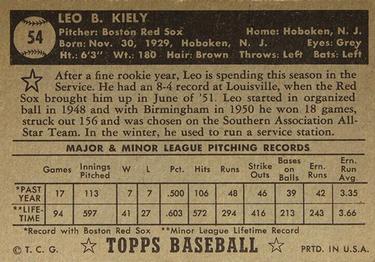 54
LEO B. KIELY
Pitcher: Boston Red Sox Home: Hoboken, N. J.
Born: Nov. 30, 1929, Hoboken, N. J. Eyes: Grey
Ht.: 6'3" Wt.: 180 Hair: Brown Throws: Left Bats: Left
After a fine rookie year, Leo is spending this season in the
Service. He had an 8-4 record at Louisville, when the Red
Sox brought him up in June of '51. Leo started in organized
ball in 1948 and with Birmingham in 1950 he won 18 games,
struck out 156 and was chosen on the Southern Association All-
Star Team. In the winter, he used to run a service station.
MAJOR & MINOR LEAGUE PITCHING RECORDS
Games Innings Pitched Won Lost Pct. Hits Runs Strike Outs Bases on Balls Ern. Runs Ern. Run Avg.
*PAST YEAR 17 113 7 7 .500 106 48 46 39 42 3.35
**LIFE-TIME 94 597 41 27 .603 572 294 416 213 243 3.66
*Record with Boston Red Sox **Minor League Lifetime Record
© T. C. G. TOPPS BASEBALL PRTD. IN U.S.A.